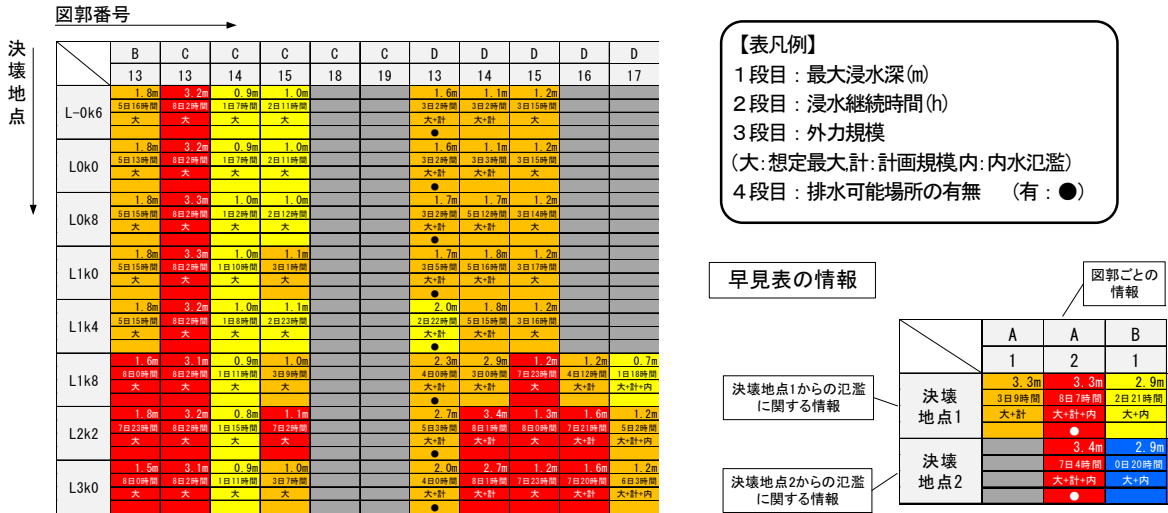 図郭番号
決壊地点
B C C C C C D D D D D
13 13 14 15 18 19 13 14 15 16 17
L-0k6
1.8m 3.2m 0.9m 1.0m 1.6m 1.1m 1.2m
5日16時間 8日2時間 1日7時間 2日11時間 3日2時間 3日2時間 3日15時間
大 大 大 大 大+計 大+計 大
●
L0k0
1.8m 3.2m 0.9m 1.0m 1.6m 1.1m 1.2m
5日13時間 8日2時間 1日7時間 2日11時間 3日2時間 3日3時間 3日15時間
大 大 大 大 大+計 大+計 大
●
L0k8
1.8m 3.3m 1.0m 1.0m 1.7m 1.7m 1.2m
5日15時間 8日2時間 1日2時間 2日12時間 3日2時間 5日12時間 3日14時間
大 大 大 大 大+計 大+計 大
●
L1k0
1.8m 3.3m 1.0m 1.1m 1.7m 1.8m 1.2m
5日15時間 8日2時間 1日10時間 3日1時間 3日5時間 5日16時間 3日17時間
大 大 大 大 大+計 大+計 大
●
L1k4
1.8m 3.2m 1.0m 1.1m 2.0m 1.8m 1.2m
5日15時間 8日2時間 1日8時間 2日23時間 2日22時間 5日15時間 3日16時間
大 大 大 大 大+計 大+計 大
●
L1k8
1.6m 3.1m 0.9m 1.0m 2.3m 2.9m 1.2m 1.2m 0.7m
8日0時間 8日2時間 1日11時間 3日9時間 4日0時間 3日0時間 7日23時間 4日12時間 1日18時間
大 大 大 大 大+計 大+計 大 大+計 大+計+内
●
L2k2
1.8m 3.2m 0.8m 1.1m 2.7m 3.4m 1.3m 1.6m 1.2m
7日23時間 8日2時間 1日15時間 7日2時間 5日3時間 8日1時間 8日0時間 7日21時間 5日2時間
大 大 大 大 大+計 大+計 大 大+計 大+計+内
●
L3k0
1.5m 3.1m 0.9m 1.0m 2.0m 2.7m 1.2m 1.6m 1.2m
8日0時間 8日2時間 1日11時間 3日7時間 4日0時間 8日1時間 7日23時間 7日20時間 6日3時間
大 大 大 大 大+計 大+計 大 大+計 大+計+内
●
【表凡例】
1段目：最大浸水深(m)
2段目：浸水継続時間(h)
3段目：外力規模
(大:想定最大,計:計画規模,内:内水氾濫)
4段目：排水可能場所の有無　（有：●）
早見表の情報
図郭ごとの
情報
A A B
1 2 1
決壊地点1からの氾濫
に関する情報
決壊
地点1
3.3m 3.3m 2.9m
3日9時間 8日7時間 2日21時間
大+計 大+計+内 大+内
●
決壊地点2からの氾濫
に関する情報
決壊
地点2
3.4m 2.9m
7日4時間 0日20時間
大+計+内 大+内
●